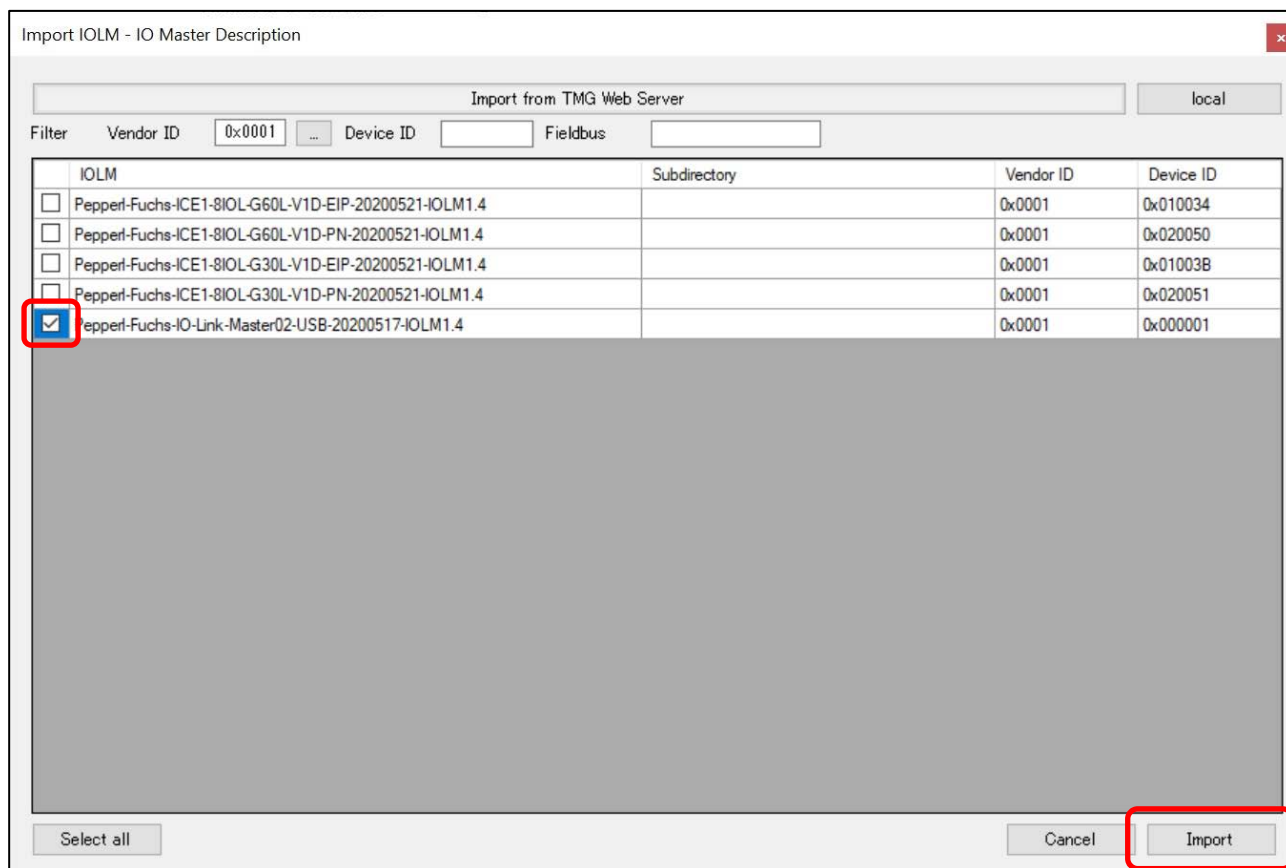 Import IOLM - IO Master Description
×
Import from TMG Web Server local
Filter Vendor ID 0x0001 ... Device ID Fieldbus
IOLM Subdirectory Vendor ID Device ID
Pepperl-Fuchs-ICE1-8IOL-G60L-V1D-EIP-20200521-IOLM1.4 0x0001 0x010034
Pepperl-Fuchs-ICE1-8IOL-G60L-V1D-PN-20200521-IOLM1.4 0x0001 0x020050
Pepperl-Fuchs-ICE1-8IOL-G30L-V1D-EIP-20200521-IOLM1.4 0x0001 0x01003B
Pepperl-Fuchs-ICE1-8IOL-G30L-V1D-PN-20200521-IOLM1.4 0x0001 0x020051
Pepperl-Fuchs-IO-Link-Master02-USB-20200517-IOLM1.4 0x0001 0x000001
Select all Cancel Import